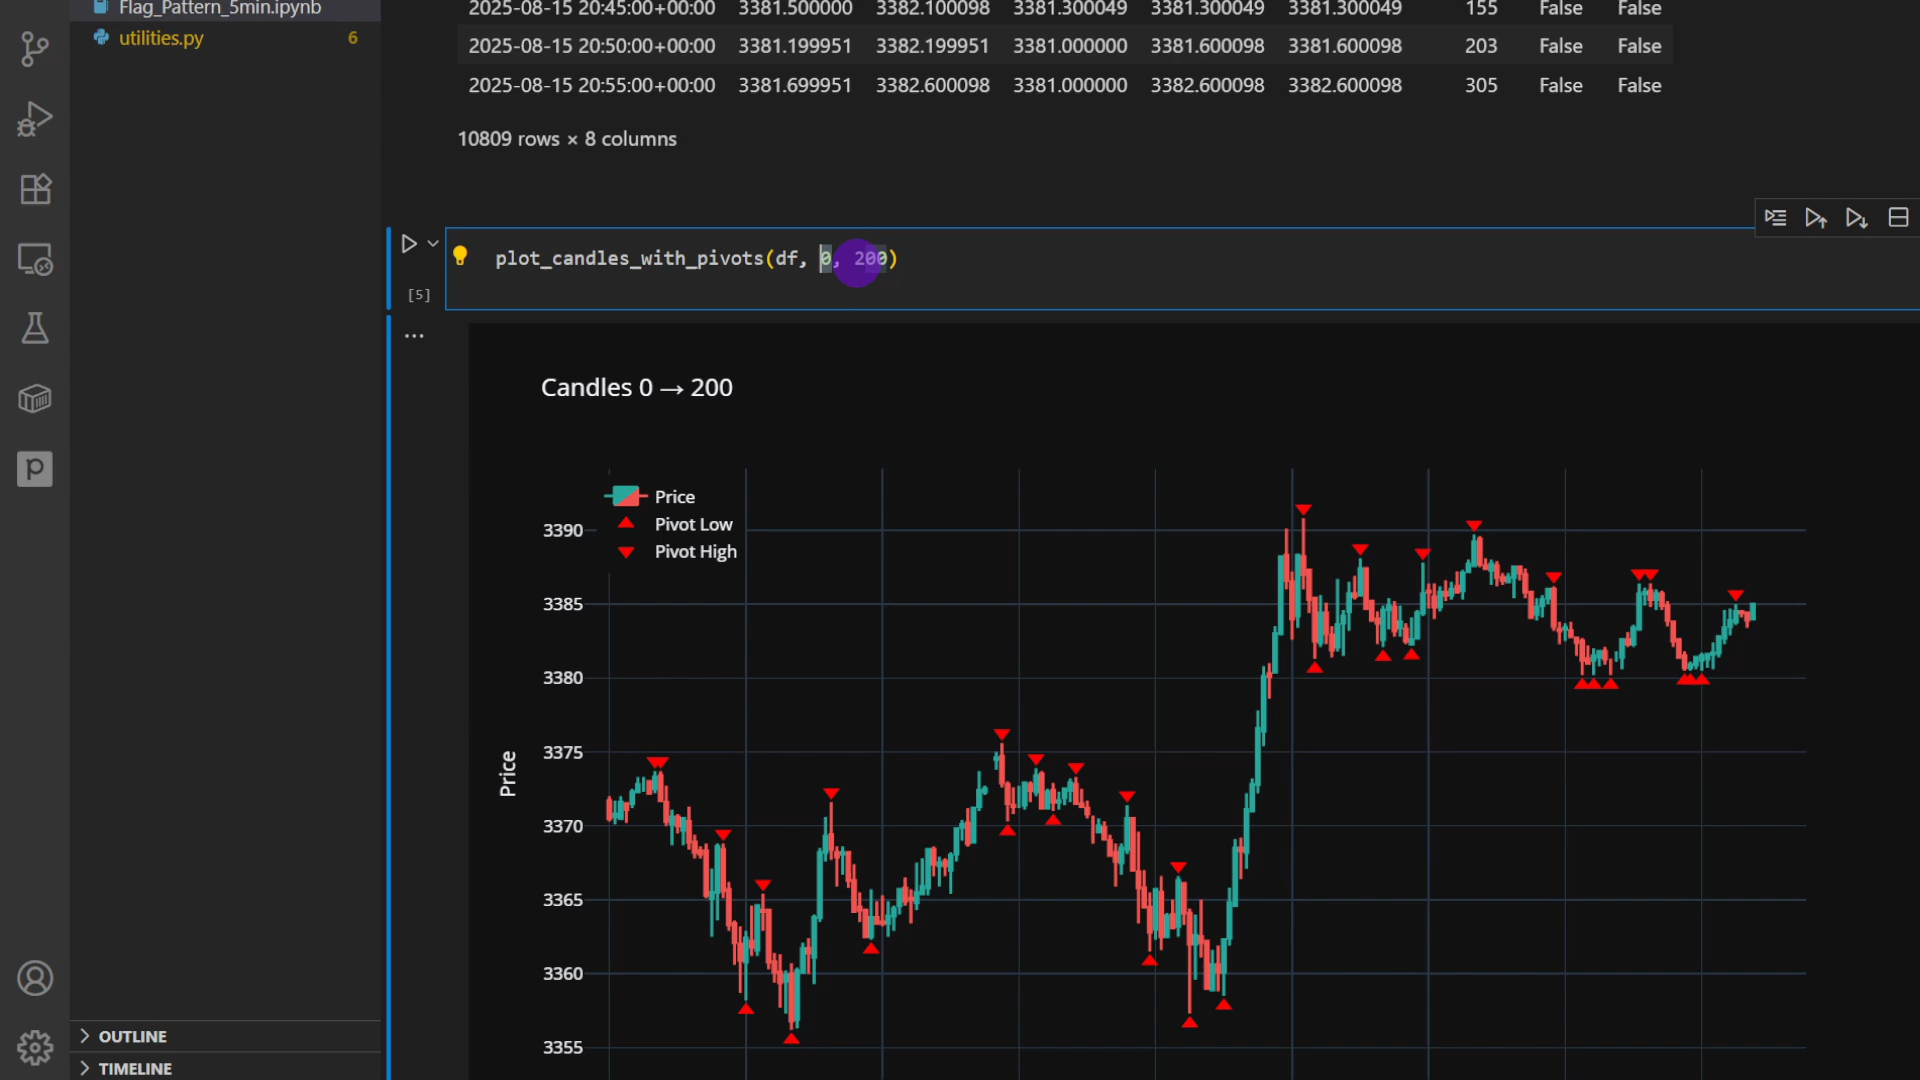 Flag_Pattern_5min.ipynb
utilities.py 6
2025-08-15 20:45:00+00:00 3381.500000 3382.100098 3381.300049 3381.300049 3381.300049 155 False False
2025-08-15 20:50:00+00:00 3381.199951 3382.199951 3381.000000 3381.600098 3381.600098 203 False False
2025-08-15 20:55:00+00:00 3381.699951 3382.600098 3381.000000 3382.600098 3382.600098 305 False False
10809 rows × 8 columns
plot_candles_with_pivots(df, 0, 200)
[5]
...
Candles 0 → 200
Price
Pivot Low
Pivot High
3390
3385
3380
3375
3370
3365
3360
3355
Price
OUTLINE
TIMELINE